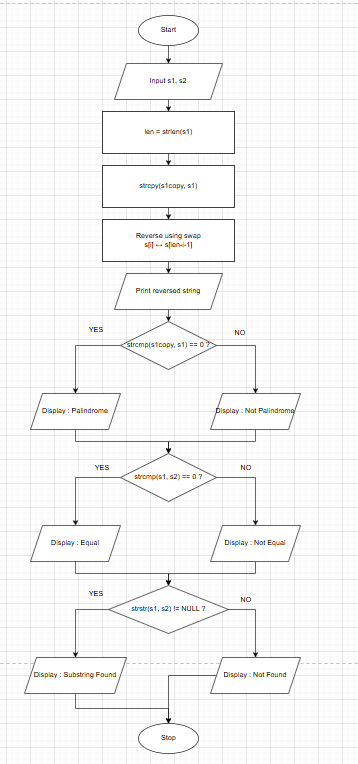 Start
Input s1, s2
len = strlen(s1)
strcpy(s1copy, s1)
Reverse using swap
s[i] ↔ s[len-i-1]
Print reversed string
YES
NO
strcmp(s1copy, s1) == 0 ?
Display : Palindrome
Display : Not Palindrome
YES
NO
strcmp(s1, s2) == 0 ?
Display : Equal
Display : Not Equal
YES
NO
strstr(s1, s2) != NULL ?
Display : Substring Found
Display : Not Found
Stop